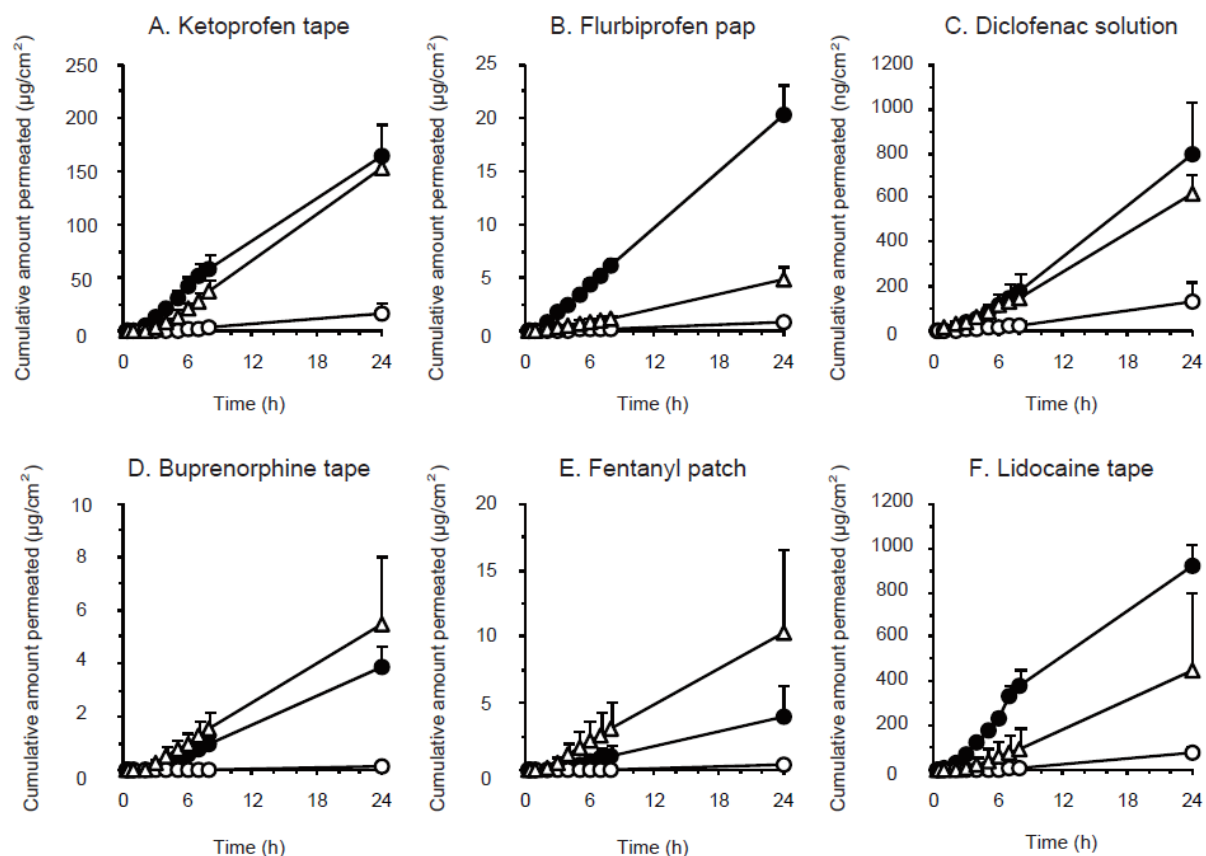 A. Ketoprofen tape
Cumulative amount permeated (μg/cm²)
250
200
150
100
50
0
0 6 12 18 24
Time (h)
B. Flurbiprofen pap
Cumulative amount permeated (μg/cm²)
25
20
15
10
5
0
0 6 12 18 24
Time (h)
C. Diclofenac solution
Cumulative amount permeated (ng/cm²)
1200
1000
800
600
400
200
0
0 6 12 18 24
Time (h)
D. Buprenorphine tape
Cumulative amount permeated (μg/cm²)
10
8
6
4
2
0
0 6 12 18 24
Time (h)
E. Fentanyl patch
Cumulative amount permeated (μg/cm²)
20
15
10
5
0
0 6 12 18 24
Time (h)
F. Lidocaine tape
Cumulative amount permeated (μg/cm²)
1200
1000
800
600
400
200
0
0 6 12 18 24
Time (h)